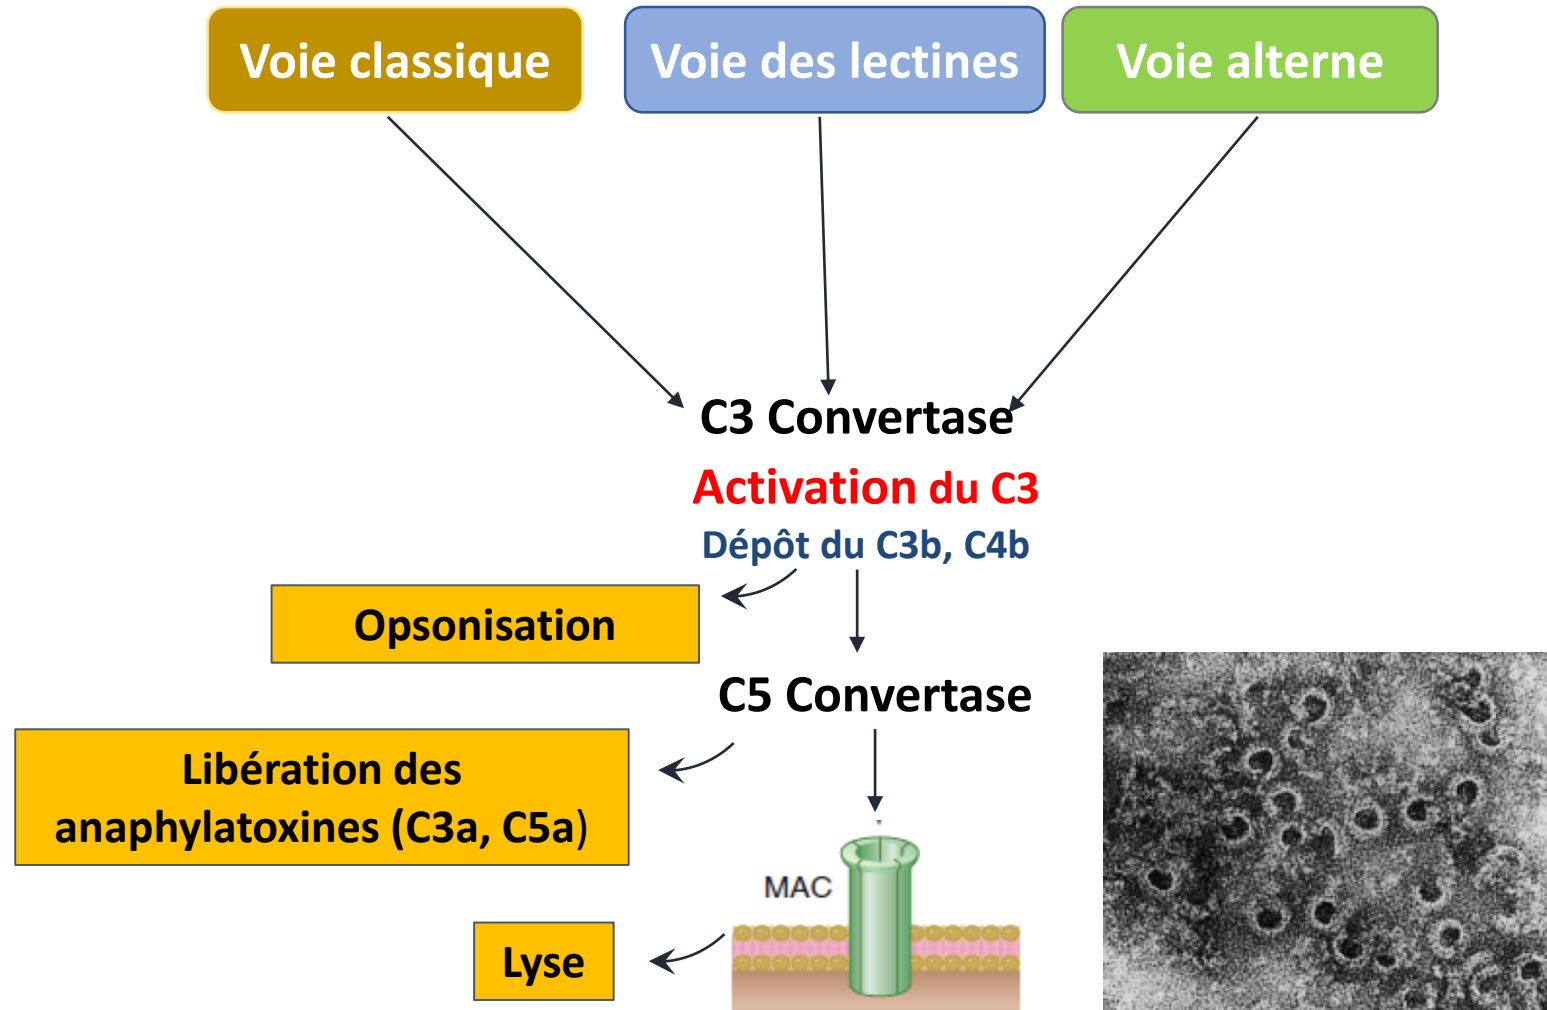 Voie classique
Voie des lectines
Voie alterne
C3 Convertase
Activation du C3
Dépôt du C3b, C4b
Opsonisation
C5 Convertase
Libération des
anaphylatoxines (C3a, C5a)
MAC
Lyse